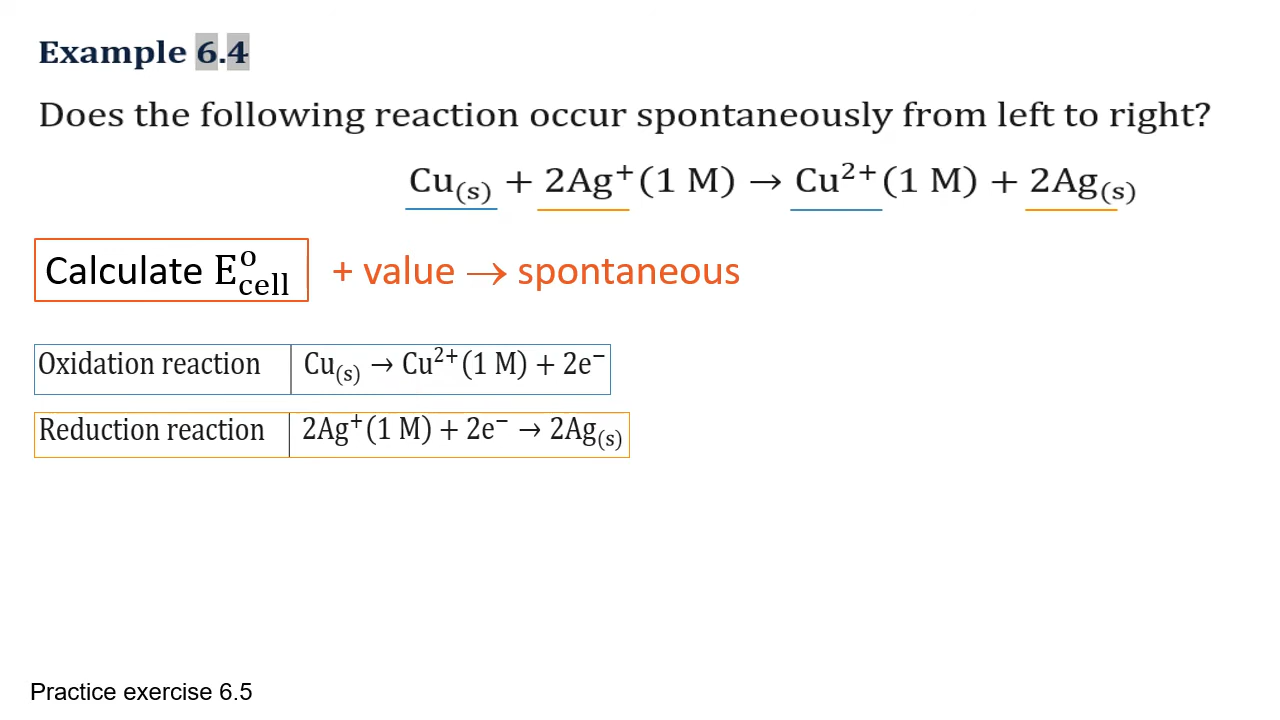 Example 6.4
Does the following reaction occur spontaneously from left to right?
Cu(s) + 2Ag⁺(1 M) → Cu²⁺(1 M) + 2Ag(s)
Calculate E°cell + value → spontaneous
Oxidation reaction Cu(s) → Cu²⁺(1 M) + 2e⁻
Reduction reaction 2Ag⁺(1 M) + 2e⁻ → 2Ag(s)
Practice exercise 6.5